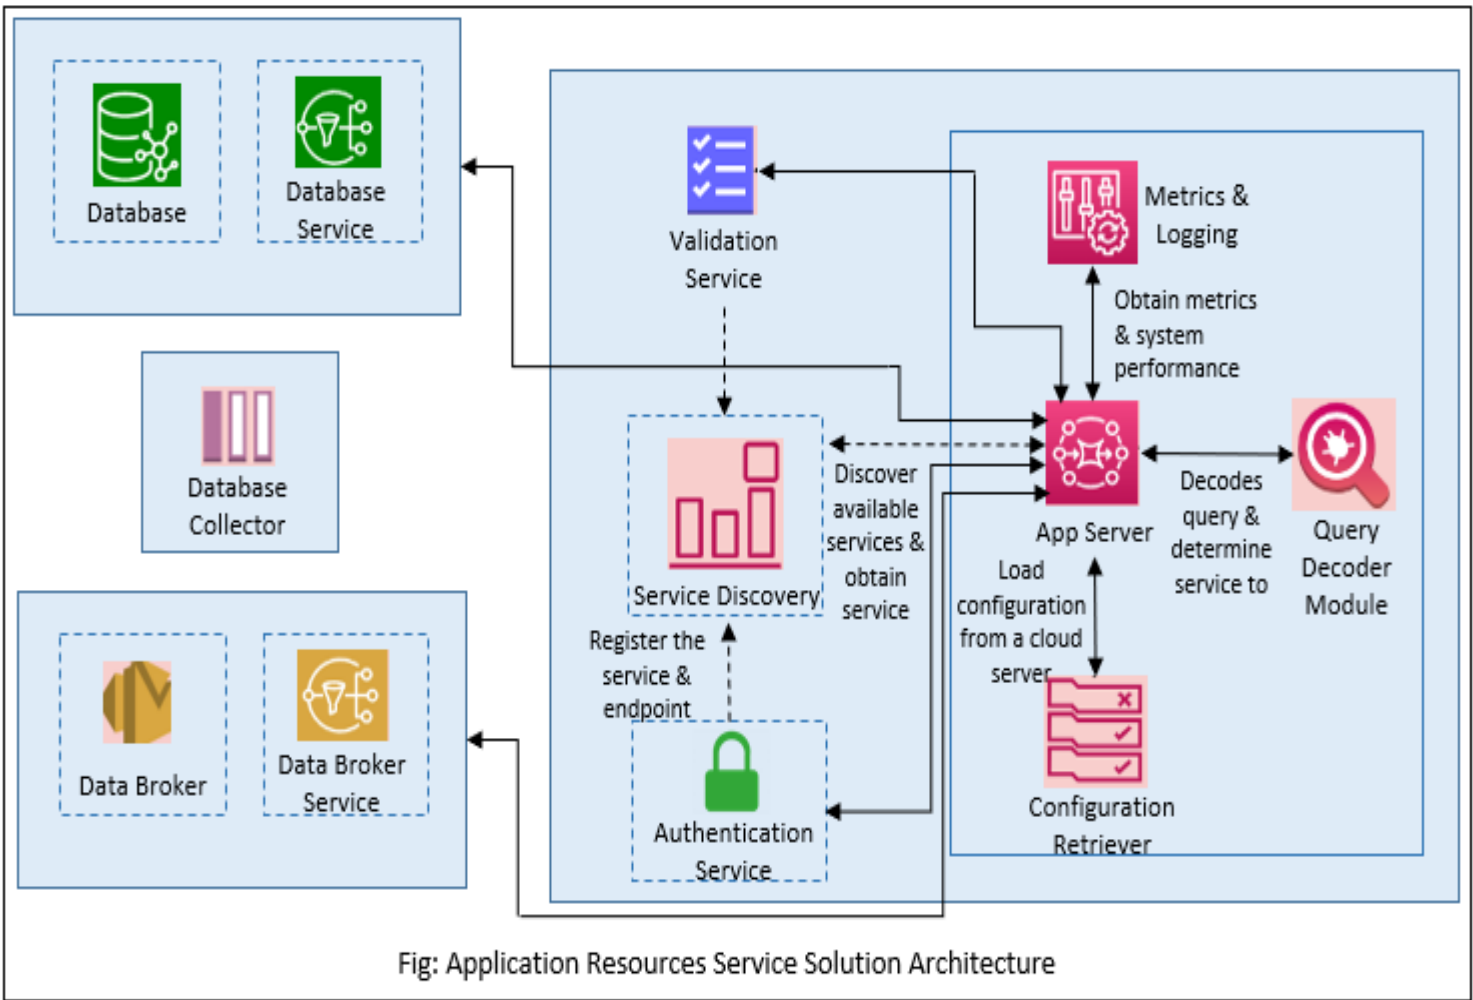 Database
Database
Service
Database
Collector
Data Broker
Data Broker
Service
Validation
Service
Service Discovery
Register the
service &
endpoint
Authentication
Service
Discover
available
services &
obtain
service
Metrics &
Logging
Obtain metrics
& system
performance
App Server
Decodes
query &
determine
service to
Query
Decoder
Module
Load
configuration
from a cloud
server
Configuration
Retriever
Fig: Application Resources Service Solution Architecture